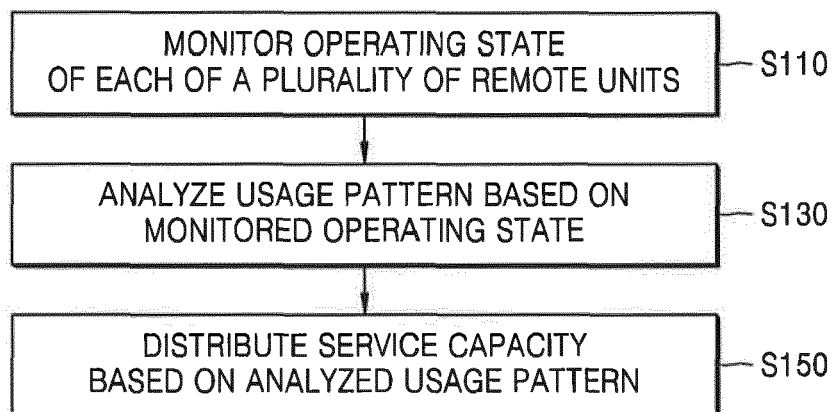 MONITOR OPERATING STATE
OF EACH OF A PLURALITY OF REMOTE UNITS
S110
ANALYZE USAGE PATTERN BASED ON
MONITORED OPERATING STATE
S130
DISTRIBUTE SERVICE CAPACITY
BASED ON ANALYZED USAGE PATTERN
S150